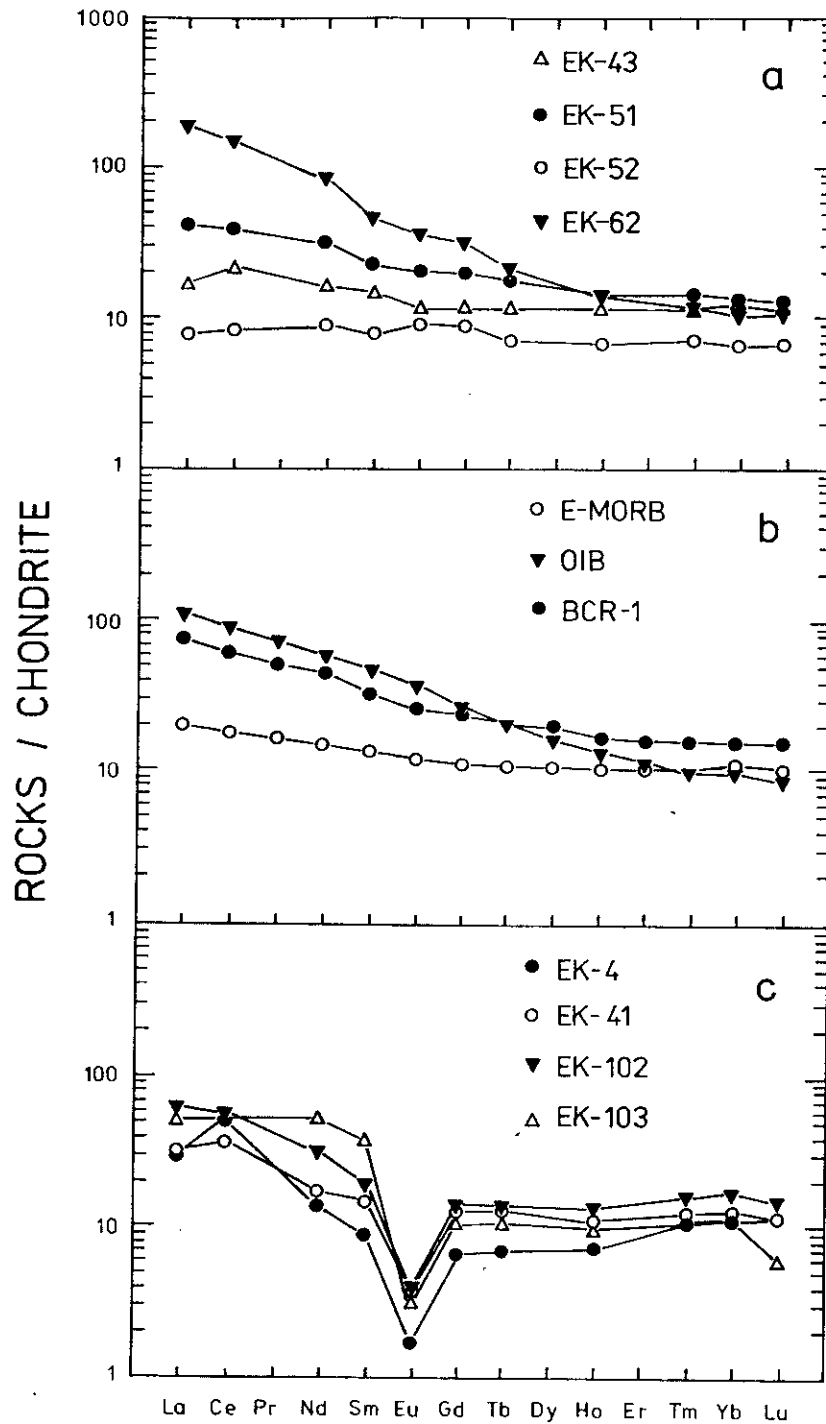 1000
100
10
1
a
EK-43
EK-51
EK-52
EK-62
100
10
1
b
E-MORB
OIB
BCR-1
100
10
1
c
EK-4
EK-41
EK-102
EK-103
ROCKS / CHONDRITE
La Ce Pr Nd Sm Eu Gd Tb Dy Ho Er Tm Yb Lu